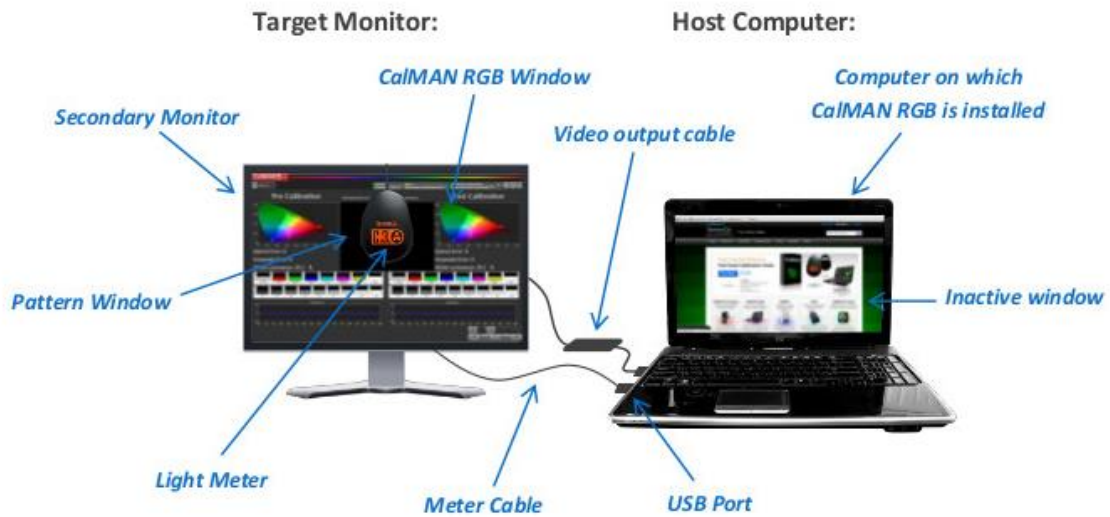 Target Monitor:
Host Computer:
CalMAN RGB Window
Computer on which
CalMAN RGB is installed
Secondary Monitor
Video output cable
Pattern Window
Inactive window
Light Meter
Meter Cable
USB Port